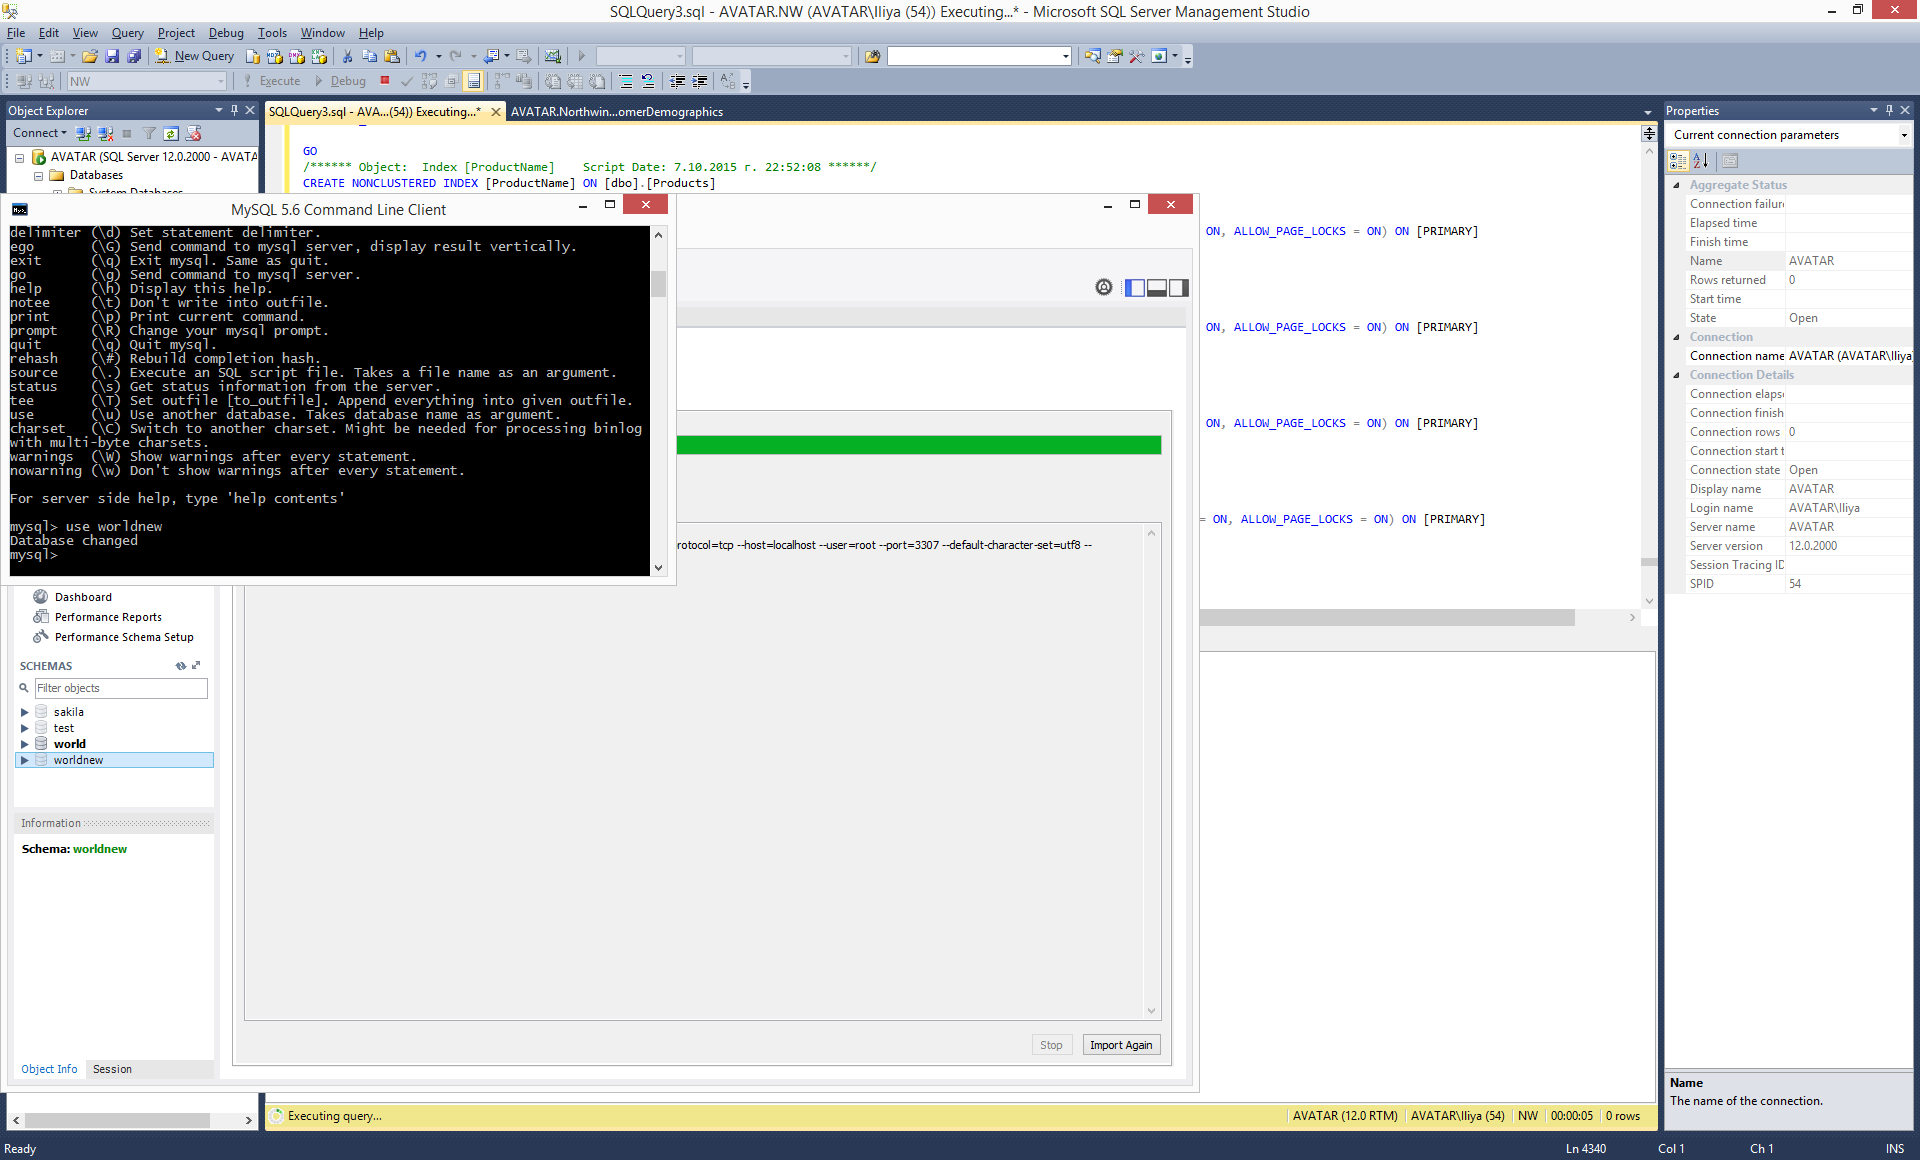 SQLQuery3.sql - AVATAR.NW (AVATAR\Iliya (54)) Executing...* - Microsoft SQL Server Management Studio
File Edit View Query Project Debug Tools Window Help
New Query
NW Execute Debug
Object Explorer
Connect
AVATAR (SQL Server 12.0.2000 - AVATA
Databases
System Databases
SQLQuery3.sql - AVA...(54)) Executing...* AVATAR.Northwin...omerDemographics
GO
/****** Object:  Index [ProductName]    Script Date: 7.10.2015 г. 22:52:08 ******/
CREATE NONCLUSTERED INDEX [ProductName] ON [dbo].[Products]
ON, ALLOW_PAGE_LOCKS = ON) ON [PRIMARY]
ON, ALLOW_PAGE_LOCKS = ON) ON [PRIMARY]
ON, ALLOW_PAGE_LOCKS = ON) ON [PRIMARY]
= ON, ALLOW_PAGE_LOCKS = ON) ON [PRIMARY]
MySQL 5.6 Command Line Client
delimiter (\d) Set statement delimiter.
ego       (\G) Send command to mysql server, display result vertically.
exit      (\q) Exit mysql. Same as quit.
go        (\g) Send command to mysql server.
help      (\h) Display this help.
notee     (\t) Don't write into outfile.
print     (\p) Print current command.
prompt    (\R) Change your mysql prompt.
quit      (\q) Quit mysql.
rehash    (\#) Rebuild completion hash.
source    (\.) Execute an SQL script file. Takes a file name as an argument.
status    (\s) Get status information from the server.
tee       (\T) Set outfile [to_outfile]. Append everything into given outfile.
use       (\u) Use another database. Takes database name as argument.
charset   (\C) Switch to another charset. Might be needed for processing binlog
with multi-byte charsets.
warnings  (\W) Show warnings after every statement.
nowarning (\w) Don't show warnings after every statement.
For server side help, type 'help contents'
mysql> use worldnew
Database changed
mysql>
rotocol=tcp --host=localhost --user=root --port=3307 --default-character-set=utf8 --
Dashboard
Performance Reports
Performance Schema Setup
SCHEMAS
Filter objects
sakila
test
world
worldnew
Information
Schema: worldnew
Object Info Session
Stop Import Again
Properties
Current connection parameters
Aggregate Status
Connection failure
Elapsed time
Finish time
Name AVATAR
Rows returned 0
Start time
State Open
Connection
Connection name AVATAR (AVATAR\Iliya
Connection Details
Connection elapse
Connection finish
Connection rows 0
Connection start t
Connection state Open
Display name AVATAR
Login name AVATAR\Iliya
Server name AVATAR
Server version 12.0.2000
Session Tracing ID
SPID 54
Name
The name of the connection.
Executing query... AVATAR (12.0 RTM) AVATAR\Iliya (54) NW 00:00:05 0 rows
Ready Ln 4340 Col 1 Ch 1 INS